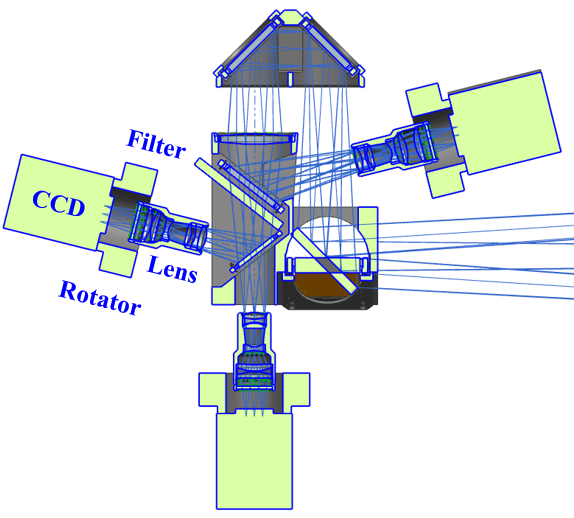 Filter
CCD
Lens
Rotator